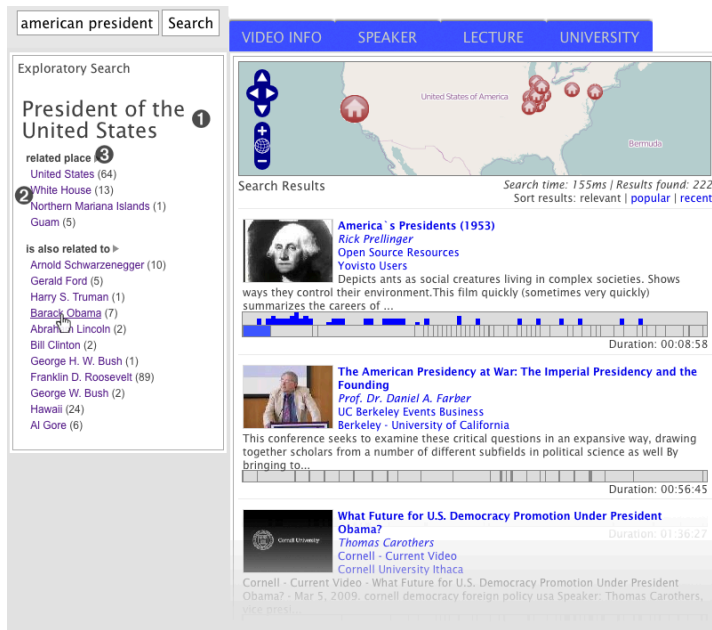 american president Search
VIDEO INFO SPEAKER LECTURE UNIVERSITY
Exploratory Search
President of the
United States
1
related place
3
United States (64)
2
White House (13)
Northern Mariana Islands (1)
Guam (5)
is also related to
Arnold Schwarzenegger (10)
Gerald Ford (5)
Harry S. Truman (1)
Barack Obama (7)
Abraham Lincoln (2)
Bill Clinton (2)
George H. W. Bush (1)
Franklin D. Roosevelt (89)
George W. Bush (2)
Hawaii (24)
Al Gore (6)
United States of America
Bermuda
Search Results
Search time: 155ms | Results found: 222
Sort results: relevant | popular | recent
America`s Presidents (1953)
Rick Prellinger
Open Source Resources
Yovisto Users
Depicts ants as social creatures living in complex societies. Shows
ways they control their environment.This film quickly (sometimes very quickly)
summarizes the careers of ...
Duration: 00:08:58
The American Presidency at War: The Imperial Presidency and the
Founding
Prof. Dr. Daniel A. Farber
UC Berkeley Events Business
Berkeley - University of California
This conference seeks to examine these critical questions in an expansive way, drawing
together scholars from a number of different subfields in political science as well By
bringing to...
Duration: 00:56:45
What Future for U.S. Democracy Promotion Under President
Obama?
Duration: 01:36:27
Thomas Carothers
Cornell - Current Video
Cornell University Ithaca
Cornell University
Cornell - Current Video - What Future for U.S. Democracy Promotion Under President
Obama? - Mar 5, 2009. cornell democracy foreign policy usa Speaker: Thomas Carothers,
vice presi...